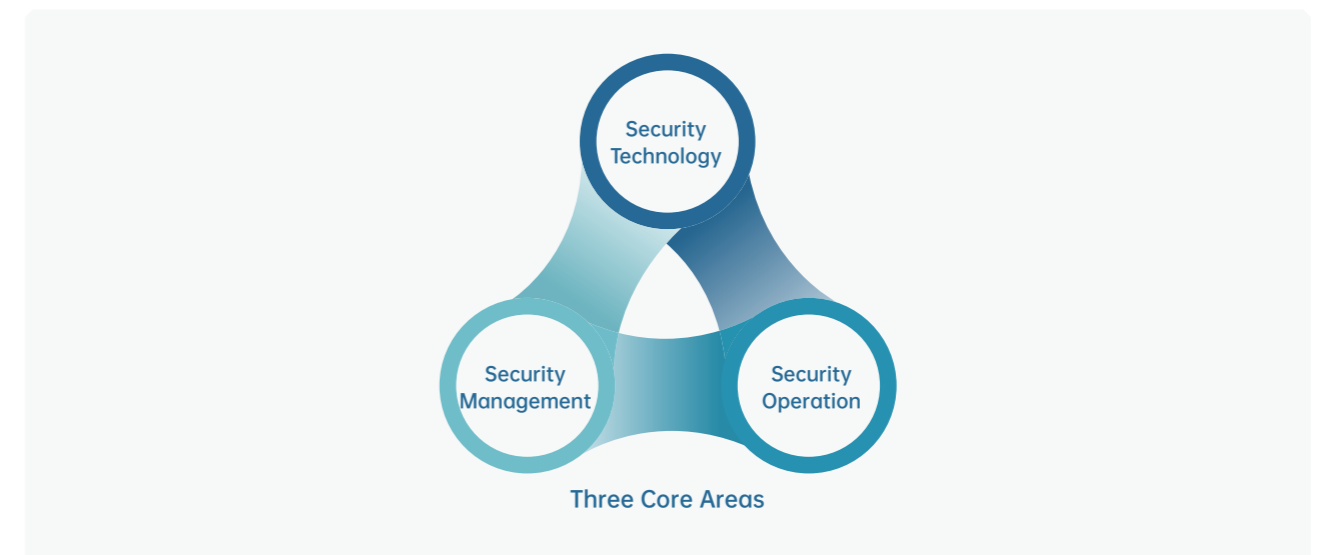 Security
Technology
Security
Management
Security
Operation
Three Core Areas